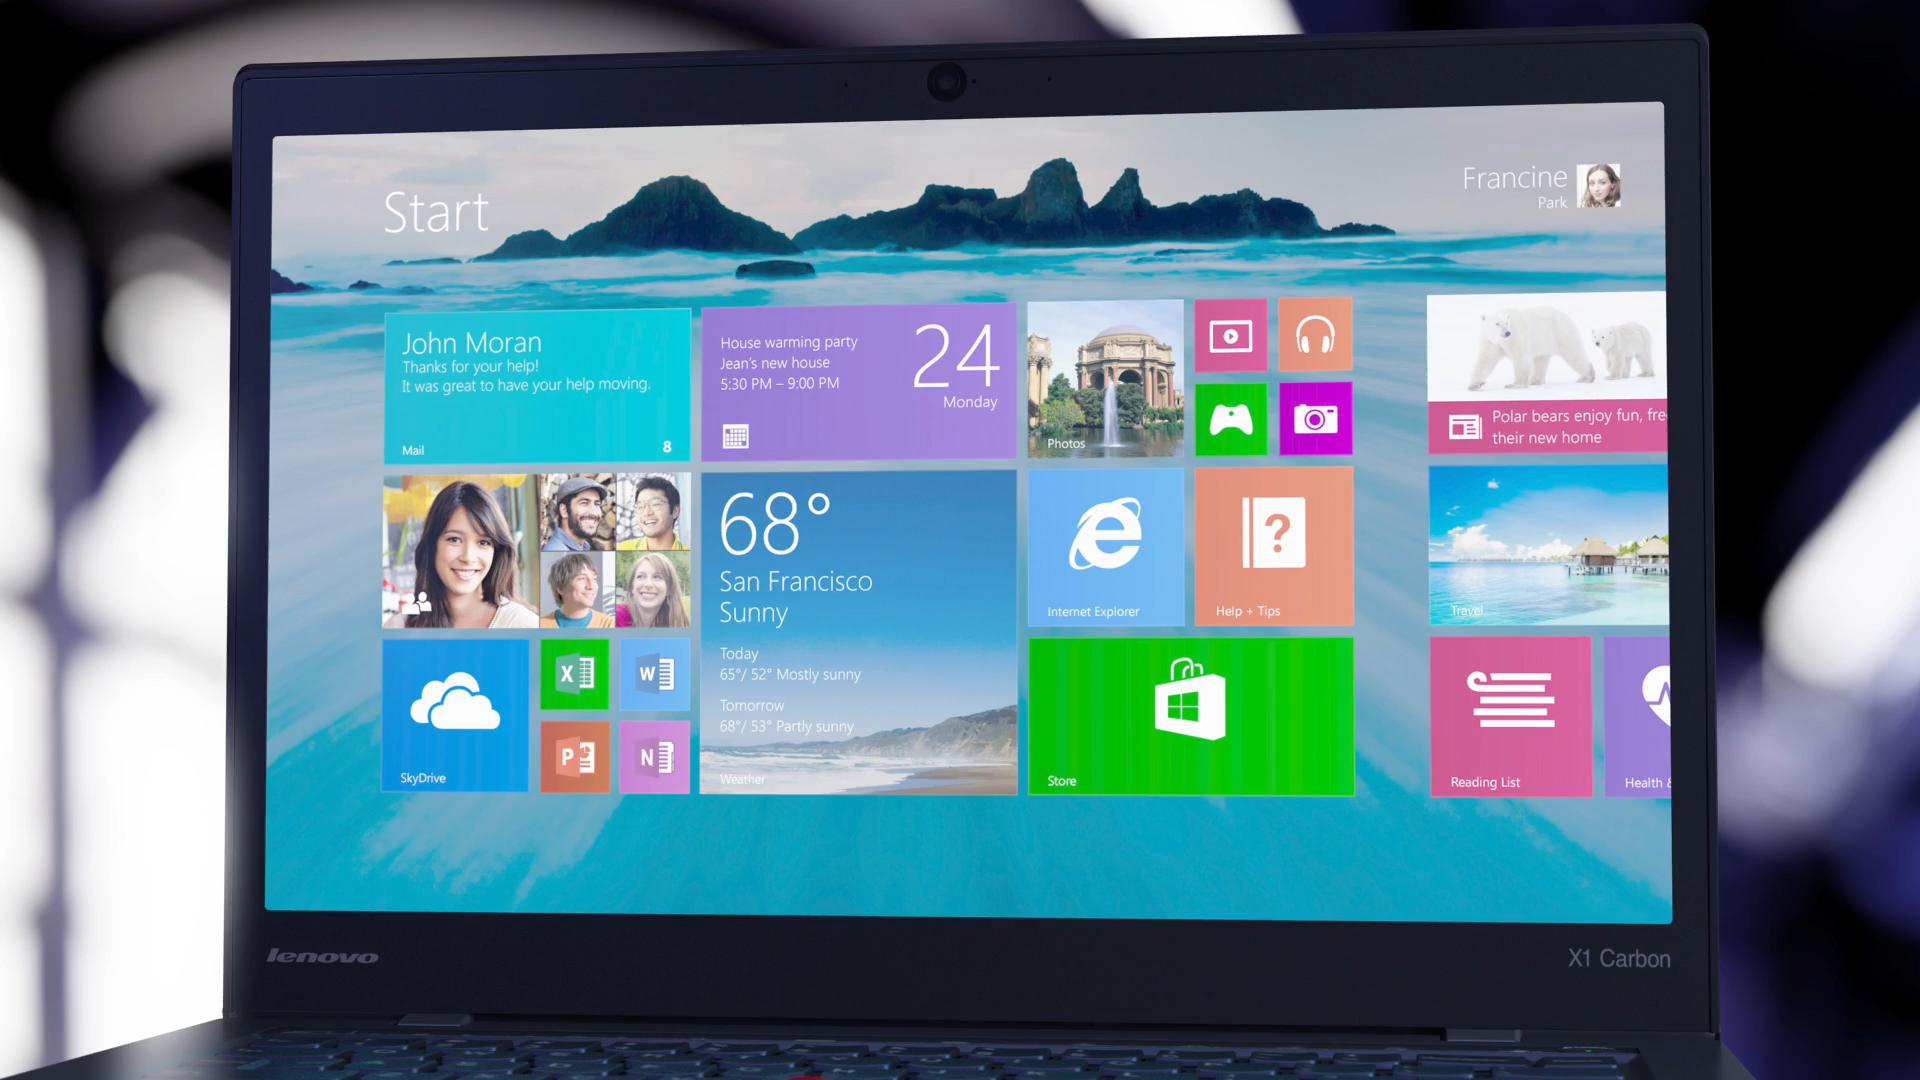 Start
Francine
Park
John Moran
Thanks for your help!
It was great to have your help moving.
Mail
8
House warming party
Jean's new house
5:30 PM – 9:00 PM
24
Monday
Photos
Polar bears enjoy fun, fre
their new home
68°
San Francisco
Sunny
Today
65°/ 52° Mostly sunny
Tomorrow
68°/ 53° Partly sunny
Weather
Internet Explorer
?
Help + Tips
Travel
SkyDrive
X
W
P
N
Store
Reading List
Health &
lenovo
X1 Carbon